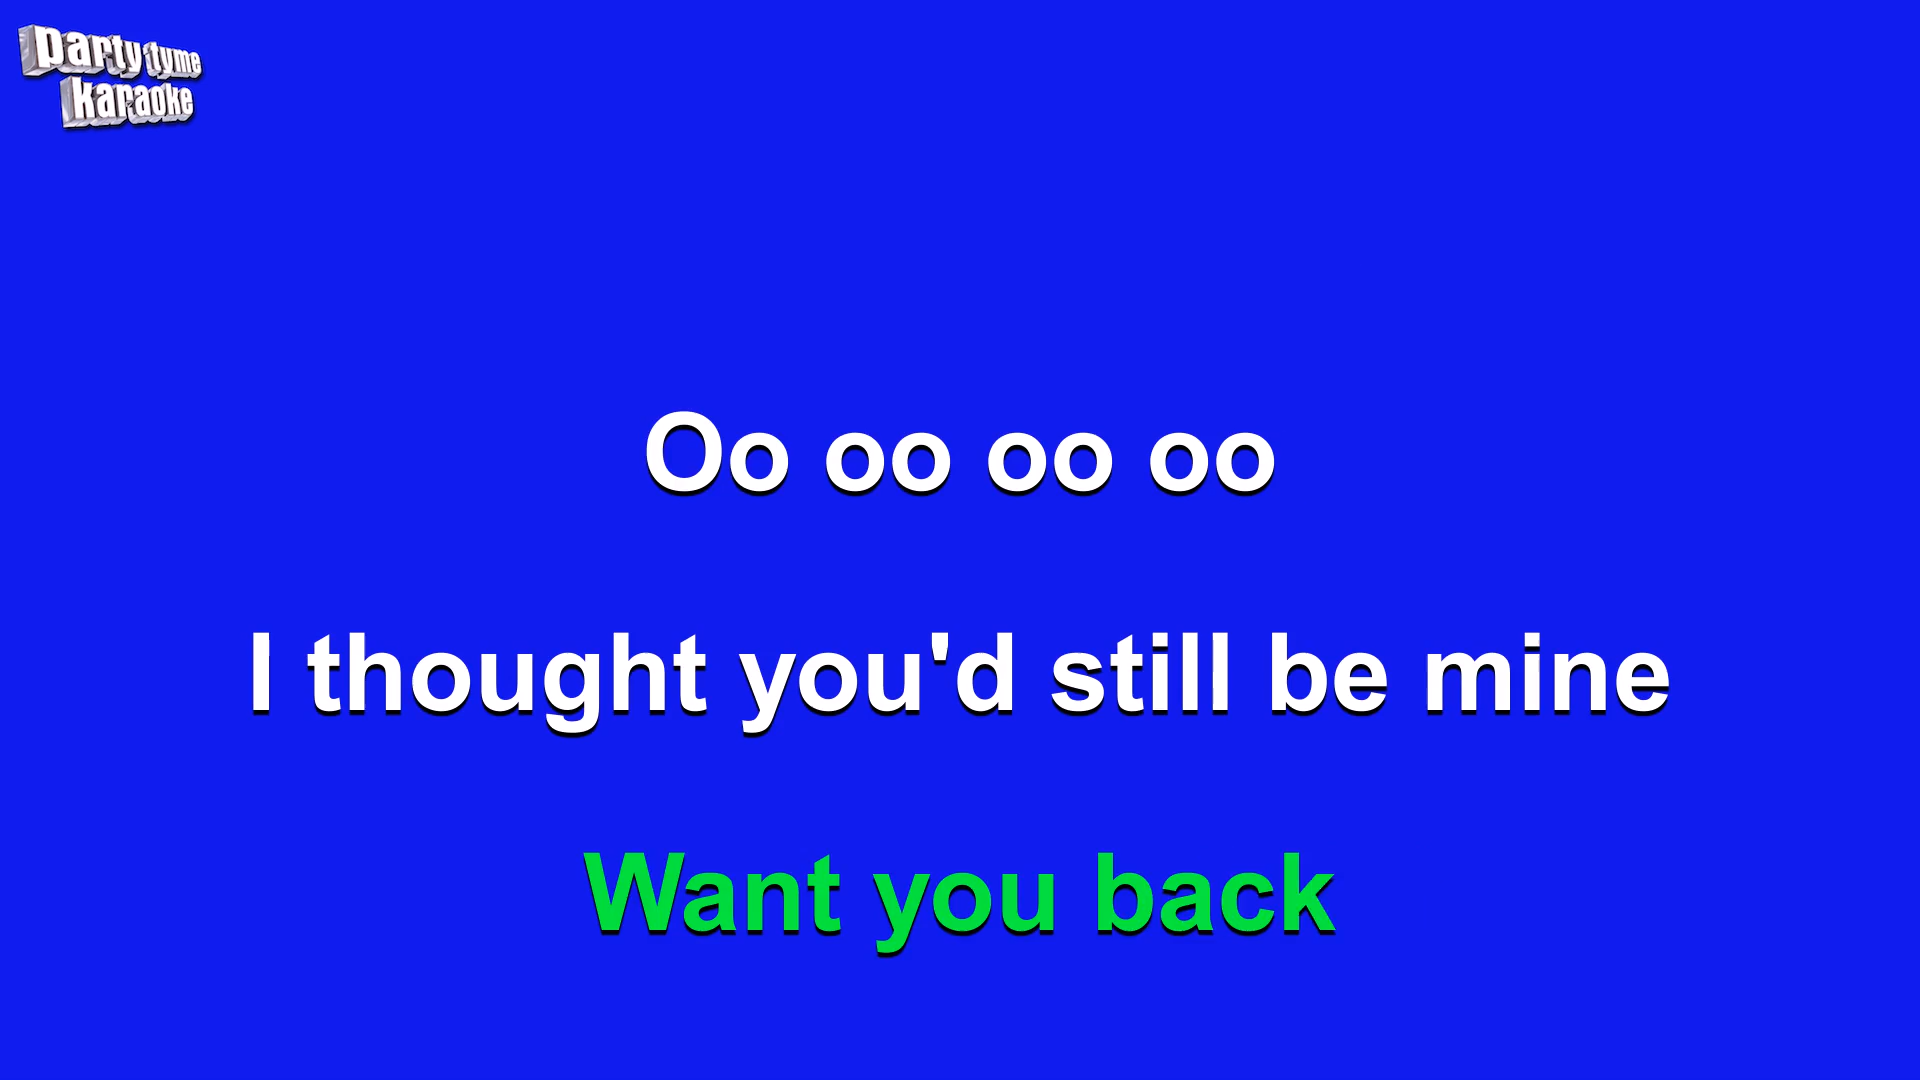 party tyme
karaoke
Oo oo oo oo
I thought you'd still be mine
Want you back